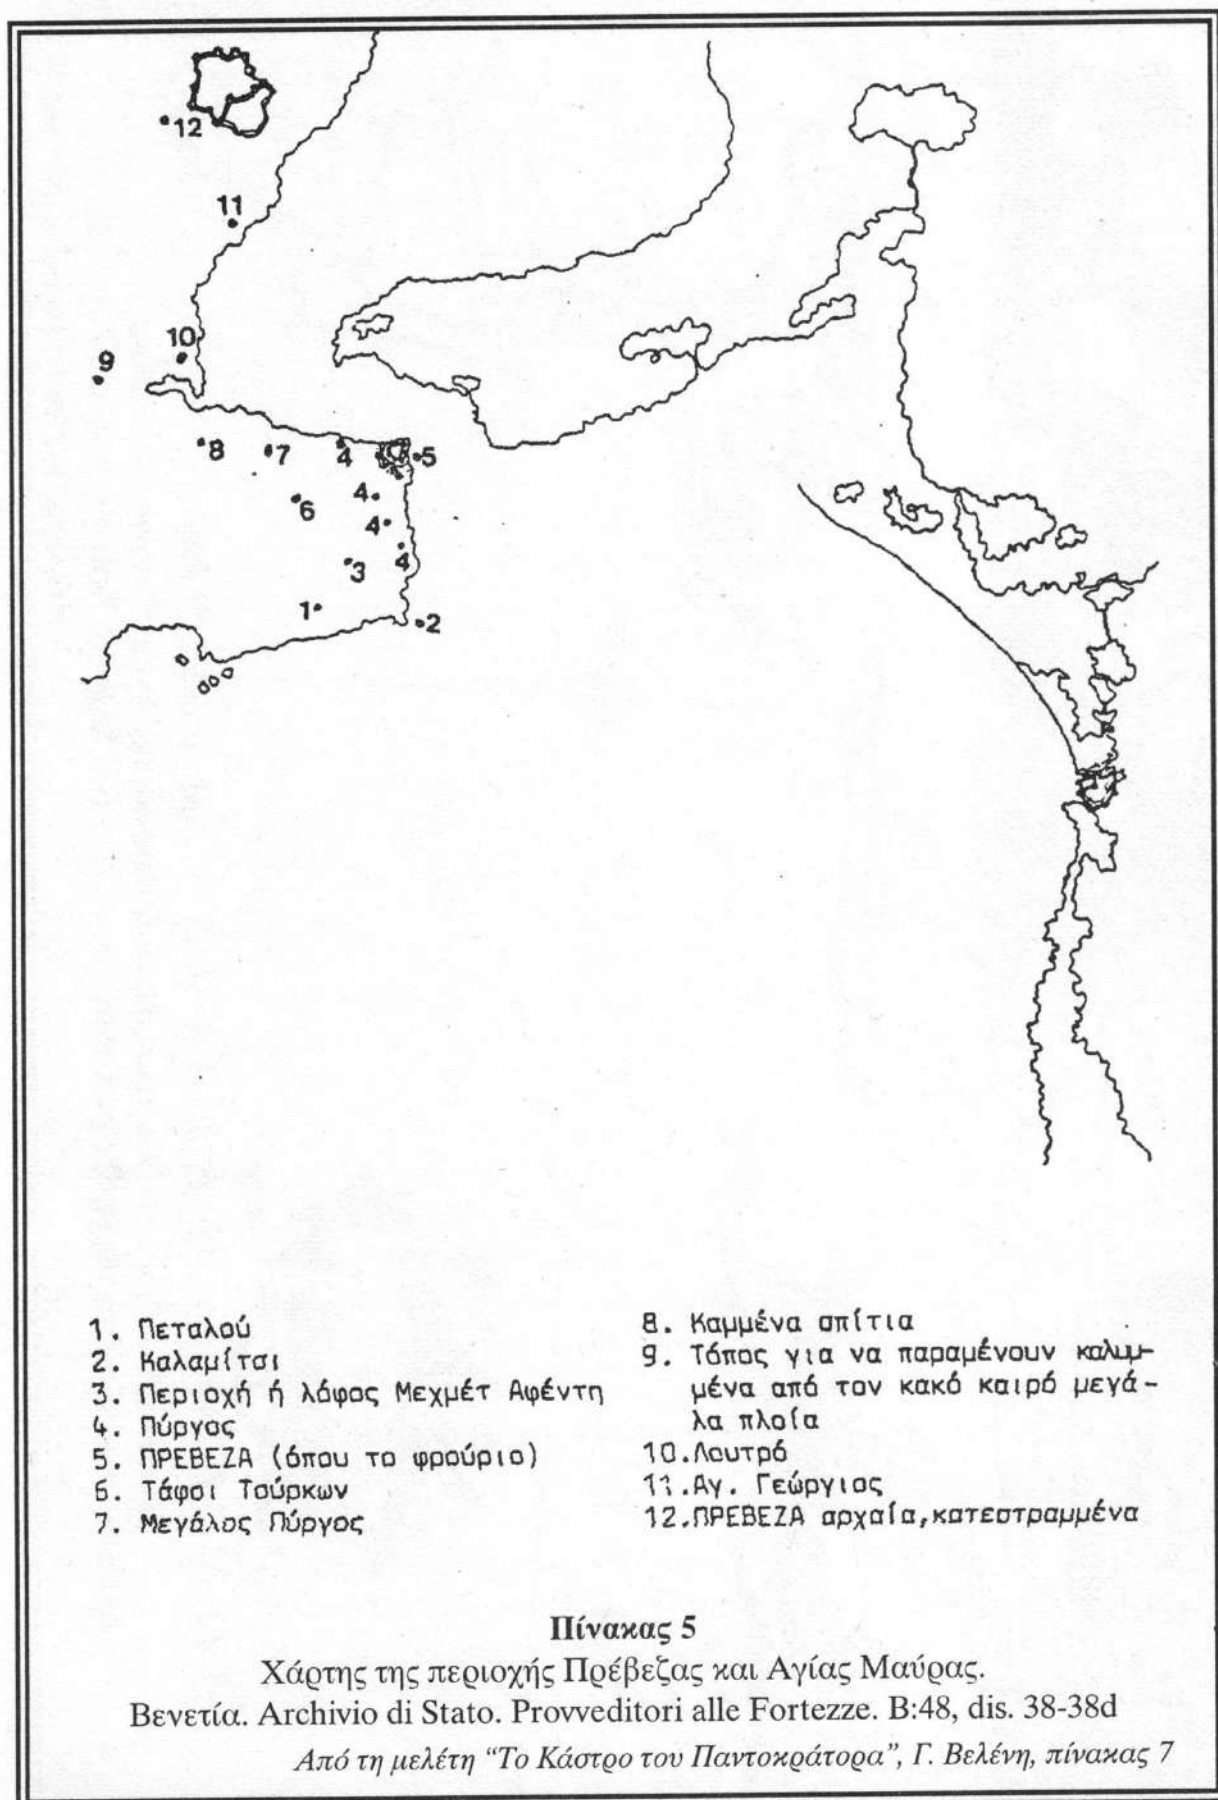 12
11
10
9
8
7
4
5
6
4
4
4
3
1
2
1. Πεταλού
2. Καλαμίτσι
3. Περιοχή ή λόφος Μεχμέτ Αφέντη
4. Πύργος
5. ΠΡΕΒΕΖΑ (όπου το φρούριο)
6. Τάφοι Τούρκων
7. Μεγάλος Πύργος
8. Καμμένα σπίτια
9. Τόπος για να παραμένουν καλυμ-
μένα από τον κακό καιρό μεγά-
λα πλοία
10. Λουτρό
11. Αγ. Γεώργιος
12. ΠΡΕΒΕΖΑ αρχαία, κατεστραμμένα
Πίνακας 5
Χάρτης της περιοχής Πρέβεζας και Αγίας Μαύρας.
Βενετία. Archivio di Stato. Provveditori alle Fortezze. B:48, dis. 38-38d
Από τη μελέτη "Το Κάστρο του Παντοκράτορα", Γ. Βελένη, πίνακας 7